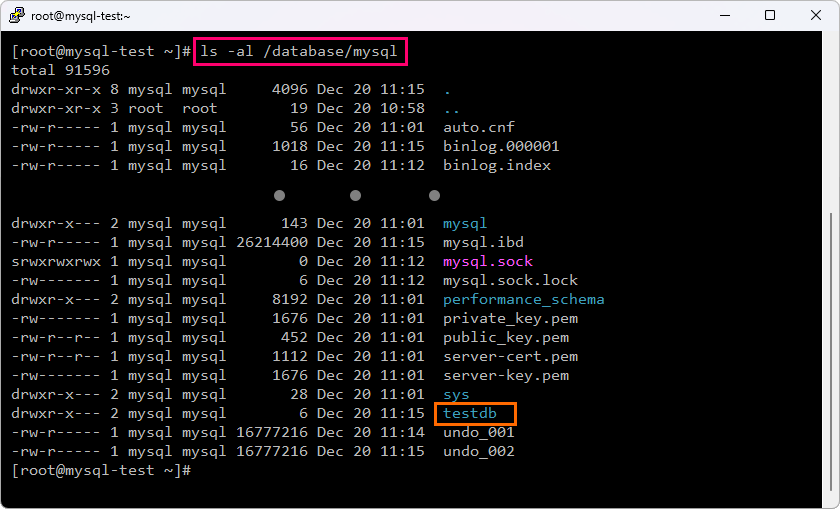 root@mysql-test:~
[root@mysql-test ~]# ls -al /database/mysql
total 91596
drwxr-xr-x 8 mysql mysql     4096 Dec 20 11:15  .
drwxr-xr-x 3 root  root        19 Dec 20 10:58  ..
-rw-r----- 1 mysql mysql       56 Dec 20 11:01  auto.cnf
-rw-r----- 1 mysql mysql     1018 Dec 20 11:15  binlog.000001
-rw-r----- 1 mysql mysql       16 Dec 20 11:12  binlog.index
drwxr-x--- 2 mysql mysql      143 Dec 20 11:01  mysql
-rw-r----- 1 mysql mysql 26214400 Dec 20 11:15  mysql.ibd
srwxrwxrwx 1 mysql mysql        0 Dec 20 11:12  mysql.sock
-rw------- 1 mysql mysql        6 Dec 20 11:12  mysql.sock.lock
drwxr-x--- 2 mysql mysql     8192 Dec 20 11:01  performance_schema
-rw------- 1 mysql mysql     1676 Dec 20 11:01  private_key.pem
-rw-r--r-- 1 mysql mysql      452 Dec 20 11:01  public_key.pem
-rw-r--r-- 1 mysql mysql     1112 Dec 20 11:01  server-cert.pem
-rw------- 1 mysql mysql     1676 Dec 20 11:01  server-key.pem
drwxr-x--- 2 mysql mysql       28 Dec 20 11:01  sys
drwxr-x--- 2 mysql mysql        6 Dec 20 11:15  testdb
-rw-r----- 1 mysql mysql 16777216 Dec 20 11:14  undo_001
-rw-r----- 1 mysql mysql 16777216 Dec 20 11:15  undo_002
[root@mysql-test ~]#